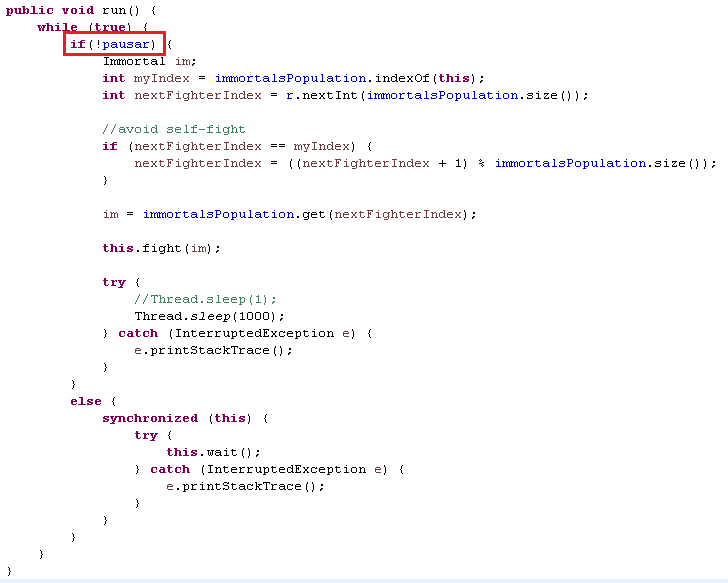 public void run() {
    while (true) {
        if(!pausar) {
            Immortal im;
            int myIndex = immortalsPopulation.indexOf(this);
            int nextFighterIndex = r.nextInt(immortalsPopulation.size());

            //avoid self-fight
            if (nextFighterIndex == myIndex) {
                nextFighterIndex = ((nextFighterIndex + 1) % immortalsPopulation.size());
            }

            im = immortalsPopulation.get(nextFighterIndex);

            this.fight(im);

            try {
                //Thread.sleep(1);
                Thread.sleep(1000);
            } catch (InterruptedException e) {
                e.printStackTrace();
            }
        }
        else {
            synchronized (this) {
                try {
                    this.wait();
                } catch (InterruptedException e) {
                    e.printStackTrace();
                }
            }
        }
    }
}